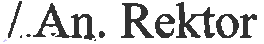 / An. Rektor